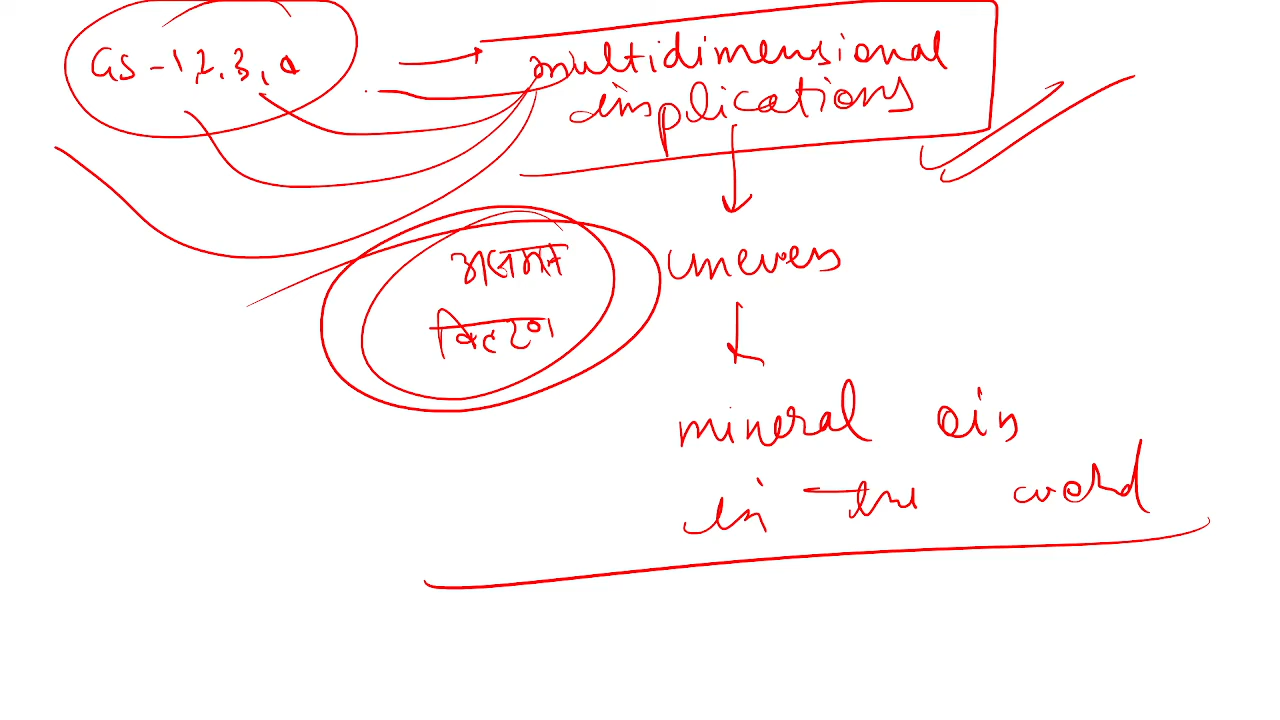 GS-1,2,3,4
multidimensional
implications
असमान
वितरण
uneven
mineral oil
in the world